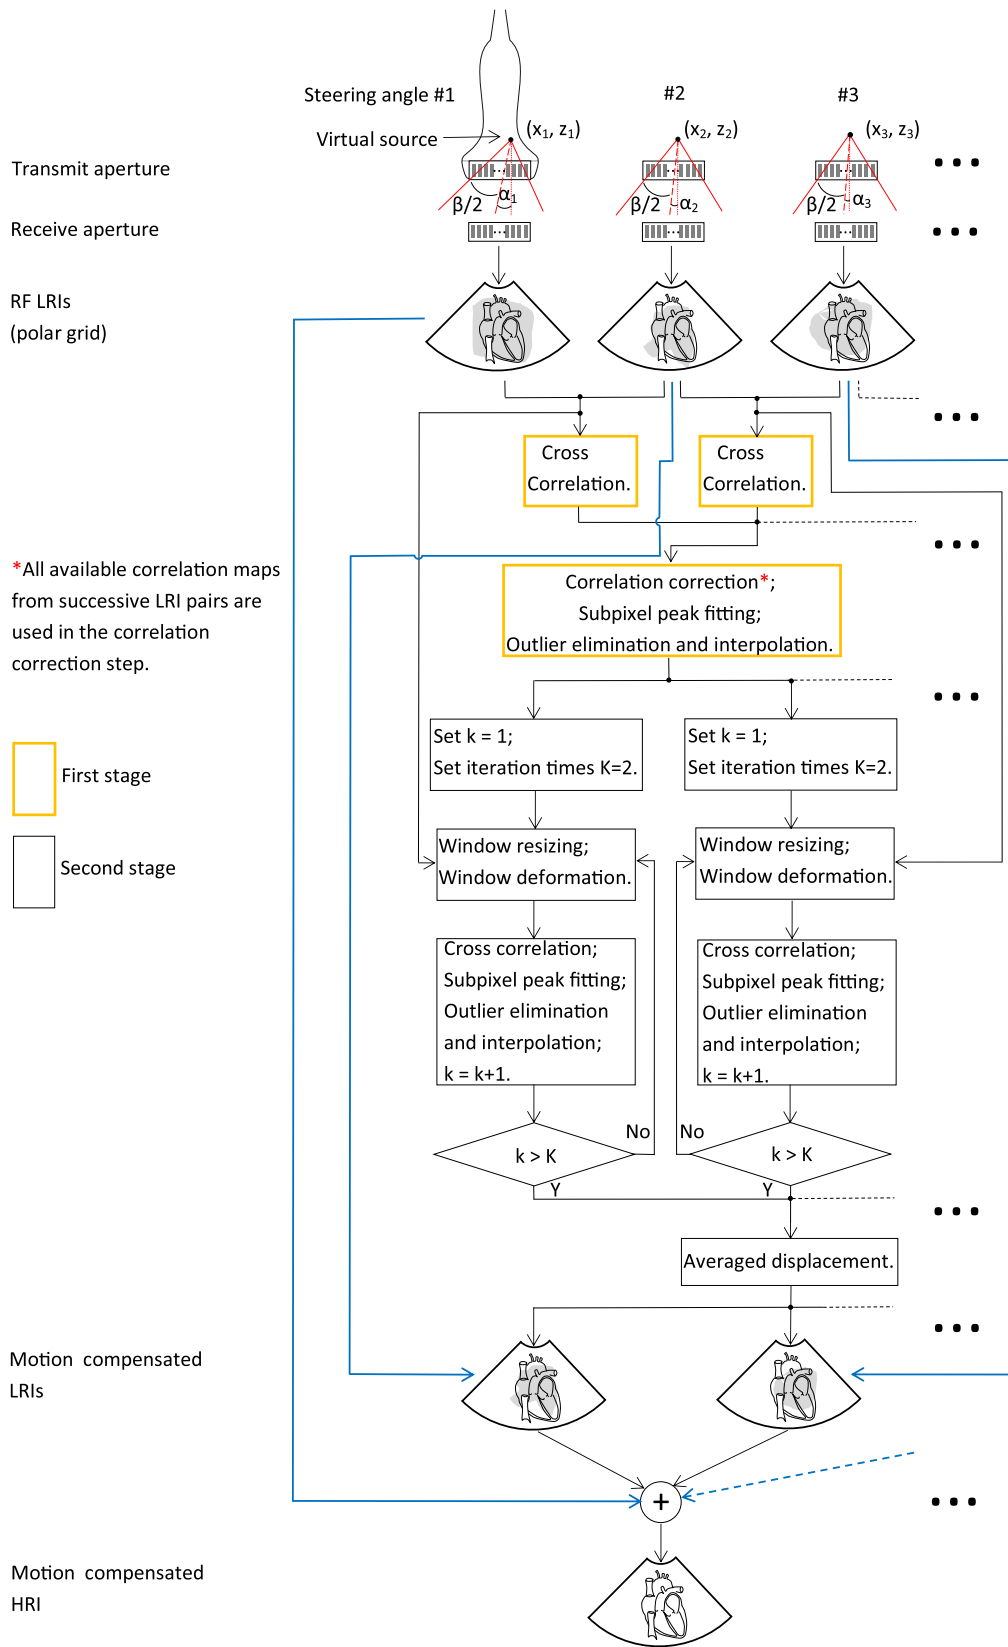 Steering angle #1
#2
#3
Virtual source
(x₁, z₁)
(x₂, z₂)
(x₃, z₃)
Transmit aperture
β/2
α₁
β/2
α₂
β/2
α₃
Receive aperture
RF LRIs
(polar grid)
Cross
Correlation.
Cross
Correlation.
*All available correlation maps
from successive LRI pairs are
used in the correlation
correction step.
Correlation correction*;
Subpixel peak fitting;
Outlier elimination and interpolation.
First stage
Second stage
Set k = 1;
Set iteration times K=2.
Set k = 1;
Set iteration times K=2.
Window resizing;
Window deformation.
Window resizing;
Window deformation.
Cross correlation;
Subpixel peak fitting;
Outlier elimination
and interpolation;
k = k+1.
Cross correlation;
Subpixel peak fitting;
Outlier elimination
and interpolation;
k = k+1.
k > K
No
Y
No
k > K
Y
Averaged displacement.
Motion compensated
LRIs
+
Motion compensated
HRI